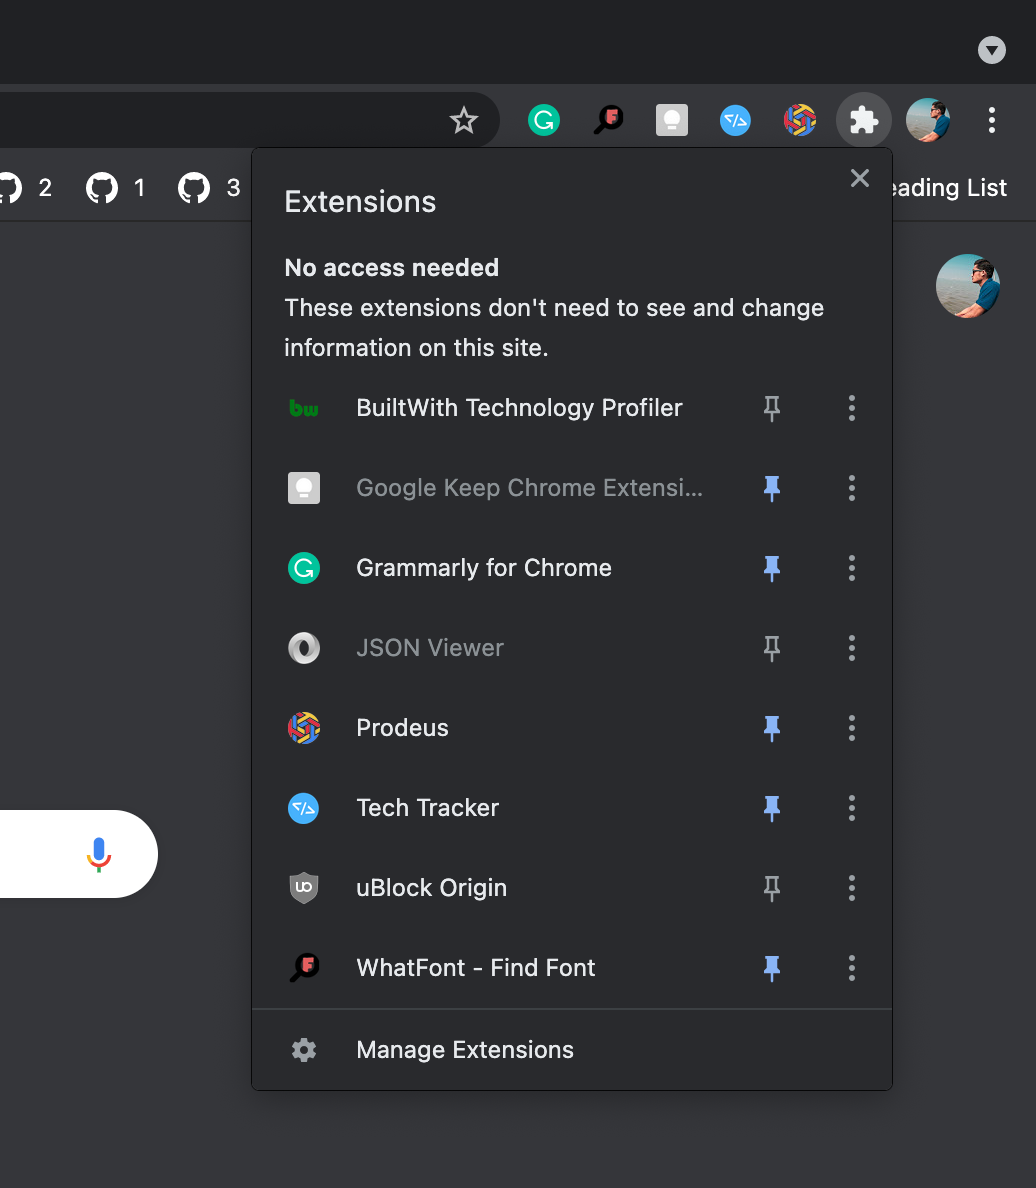 2
1
3
eading List
Extensions
No access needed
These extensions don't need to see and change
information on this site.
bw BuiltWith Technology Profiler
Google Keep Chrome Extensi...
G Grammarly for Chrome
JSON Viewer
Prodeus
</> Tech Tracker
uo uBlock Origin
F WhatFont - Find Font
Manage Extensions